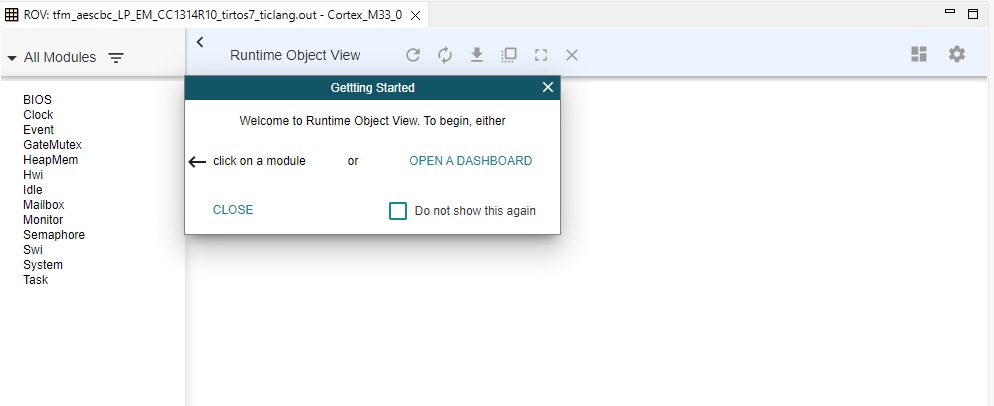 ROV: tfm_aescbc_LP_EM_CC1314R10_tirtos7_ticlang.out - Cortex_M33_0
All Modules
Runtime Object View
BIOS
Clock
Event
GateMutex
HeapMem
Hwi
Idle
Mailbox
Monitor
Semaphore
Swi
System
Task
Gettting Started
Welcome to Runtime Object View. To begin, either
click on a module or OPEN A DASHBOARD
CLOSE Do not show this again